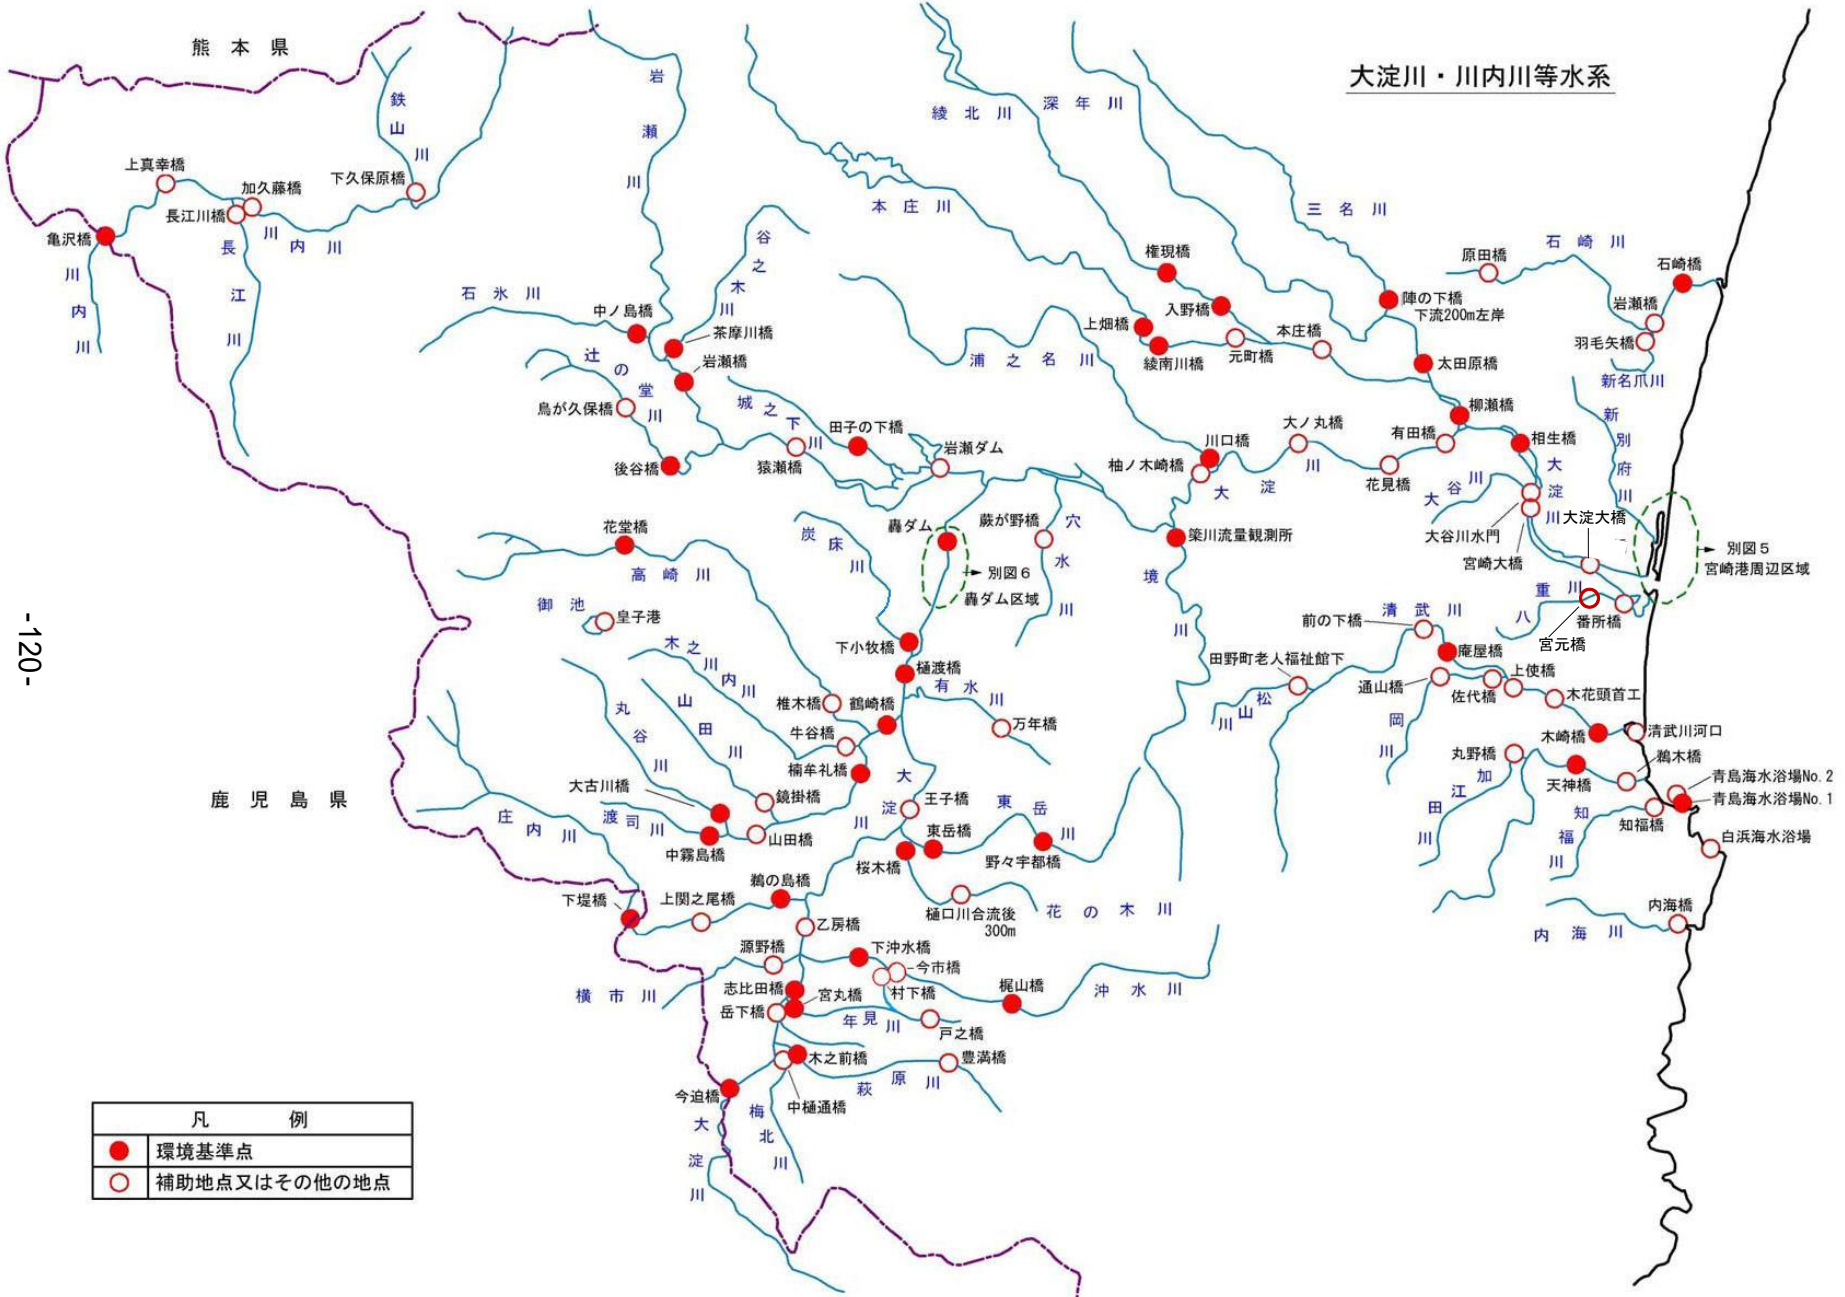 大淀川・川内川等水系
熊本県
鹿児島県
鉄山川
下久保原橋
上真幸橋
加久藤橋
長江川橋
亀沢橋
川内川
川内川
長江川
岩瀬川
谷之木川
石氷川
中ノ島橋
茶摩川橋
岩瀬橋
辻の堂川
鳥が久保橋
後谷橋
城之下川
田子の下橋
猿瀬橋
岩瀬ダム
綾北川
深年川
本庄川
三名川
権現橋
入野橋
上畑橋
綾南川橋
元町橋
本庄橋
陣の下橋
下流200m左岸
太田原橋
浦之名川
石崎川
原田橋
石崎橋
岩瀬橋
羽毛矢橋
新名爪川
新別府川
柳瀬橋
有田橋
相生橋
大ノ丸橋
川口橋
柚ノ木崎橋
大淀川
花見橋
大谷川
大淀川
大谷川水門
宮崎大橋
大淀大橋
別図5
宮崎港周辺区域
八重川
番所橋
宮元橋
轟ダム
別図6
轟ダム区域
蕨が野橋
穴水川
簗川流量観測所
境川
花堂橋
高崎川
炭床川
御池
皇子港
下小牧橋
樋渡橋
有水川
万年橋
木之川内川
山田川
丸谷川
椎木橋
鶴崎橋
牛谷橋
楠牟礼橋
大古川橋
渡司川
中霧島橋
鏡掛橋
山田橋
庄内川
大淀川
王子橋
東岳川
東岳橋
桜木橋
野々宇都橋
樋口川合流後
300m
花の木川
前の下橋
清武川
田野町老人福祉館下
松山川
庵屋橋
通山橋
上使橋
佐代橋
岡川
木花頭首工
木崎橋
清武川河口
丸野橋
加江田川
天神橋
鵜木橋
青島海水浴場No.2
青島海水浴場No.1
知福川
知福橋
白浜海水浴場
内海橋
内海川
下堤橋
上関之尾橋
鵜の島橋
乙房橋
源野橋
下沖水橋
今市橋
村下橋
横市川
志比田橋
宮丸橋
岳下橋
年見川
戸之橋
梶山橋
沖水川
木之前橋
豊満橋
萩原川
今迫橋
中樋通橋
梅北川
大淀川
凡例
環境基準点
補助地点又はその他の地点
-120-